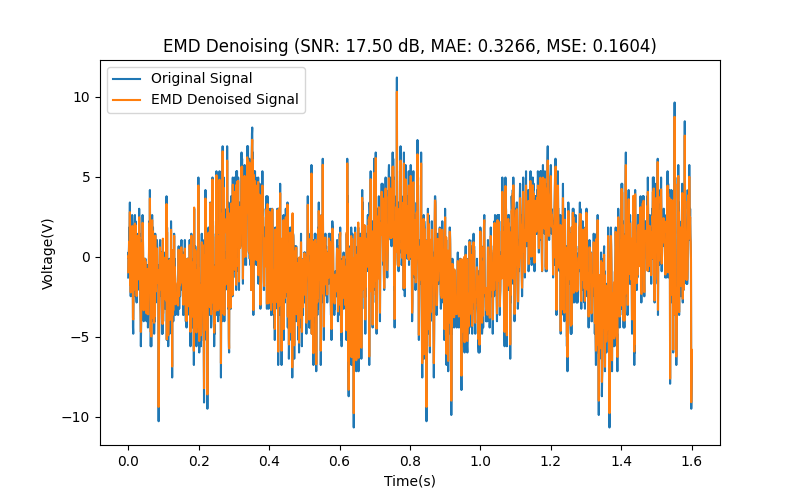 EMD Denoising (SNR: 17.50 dB, MAE: 0.3266, MSE: 0.1604)
Original Signal
EMD Denoised Signal
10
5
0
−5
−10
Voltage(V)
0.0 0.2 0.4 0.6 0.8 1.0 1.2 1.4 1.6
Time(s)